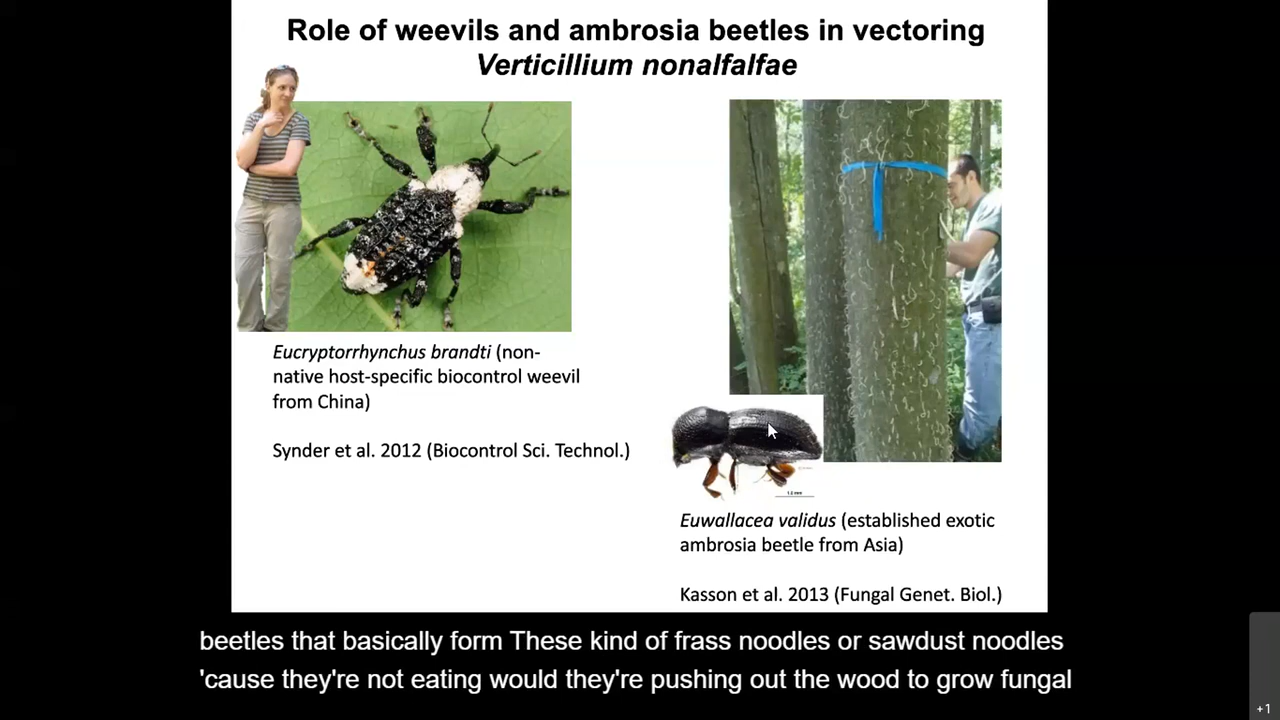 Role of weevils and ambrosia beetles in vectoring
Verticillium nonalfalfae
Eucryptorrhynchus brandti (non-
native host-specific biocontrol weevil
from China)
Synder et al. 2012 (Biocontrol Sci. Technol.)
1.2 mm
Euwallacea validus (established exotic
ambrosia beetle from Asia)
Kasson et al. 2013 (Fungal Genet. Biol.)
beetles that basically form These kind of frass noodles or sawdust noodles
'cause they're not eating would they're pushing out the wood to grow fungal
+1